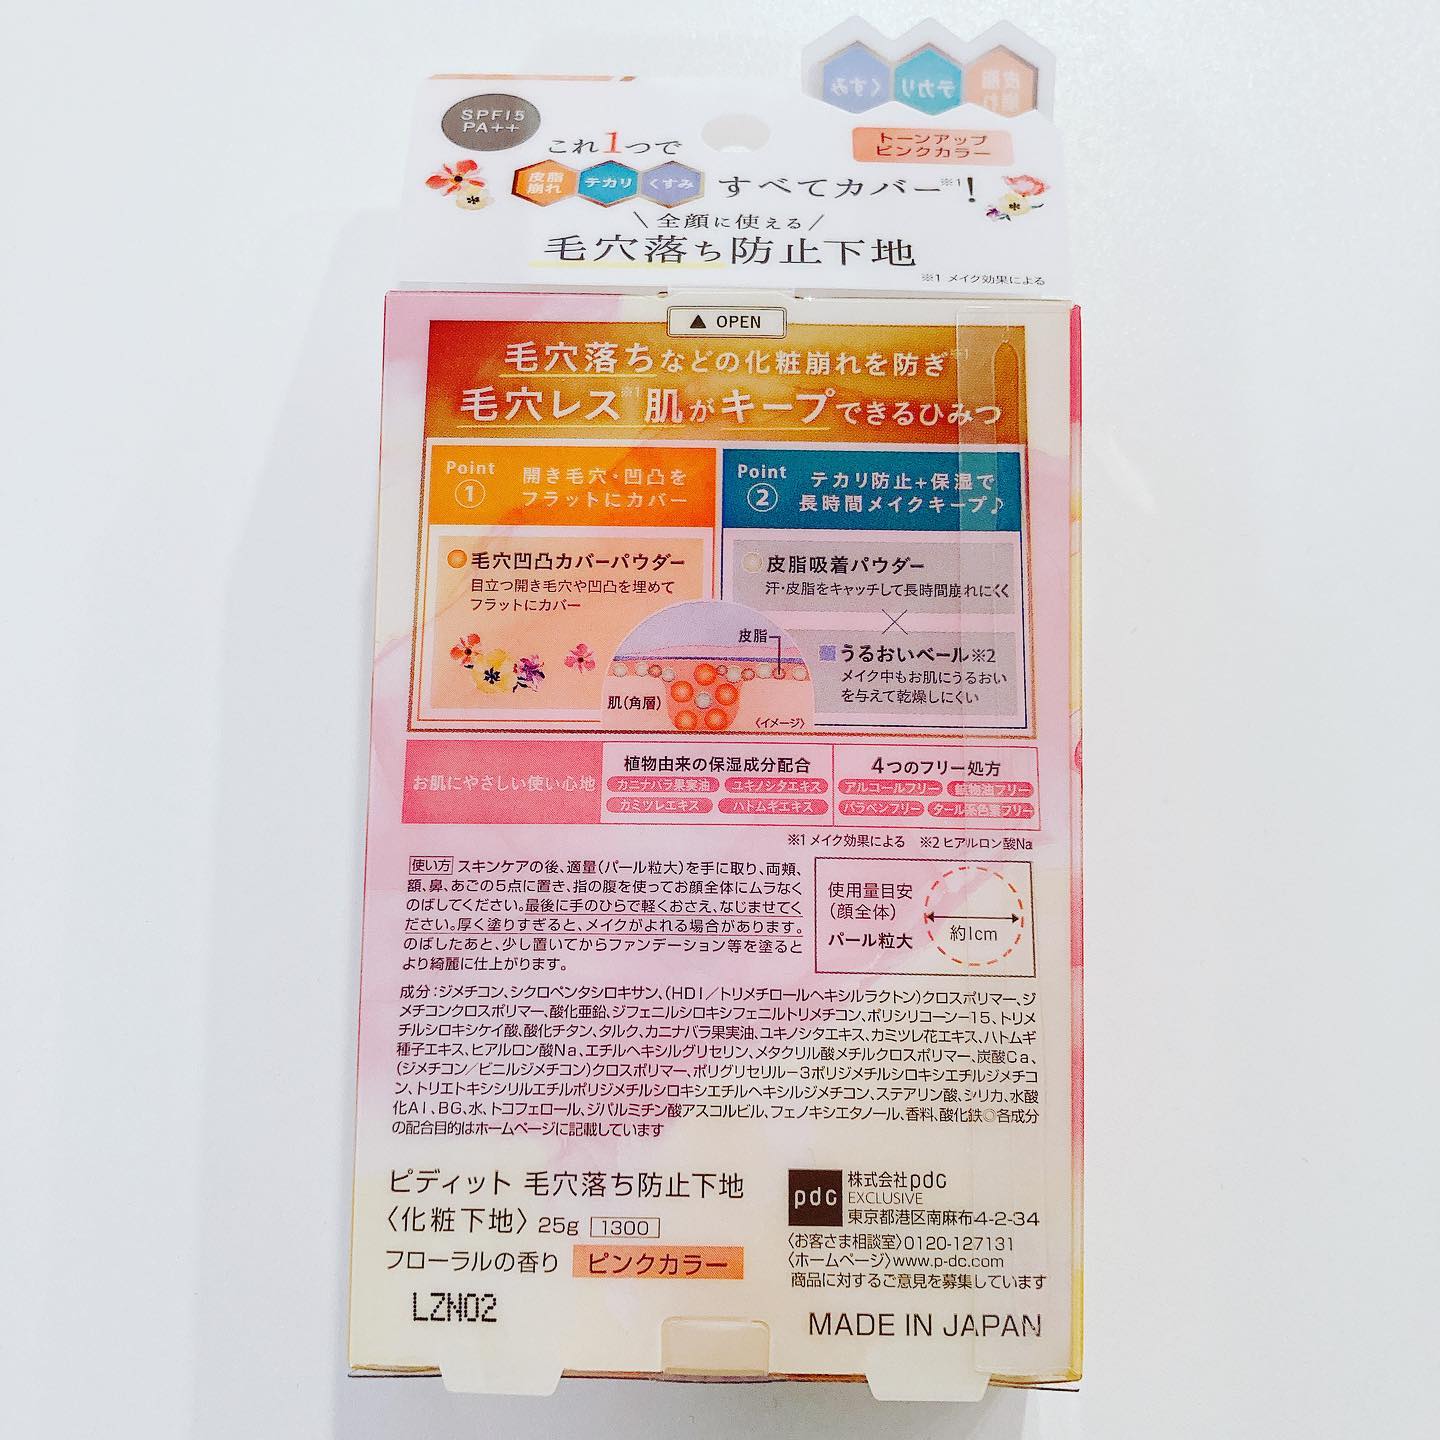 皮脂崩れ テカリ くすみ
SPF15
PA++
トーンアップ
ピンクカラー
これ1つで
皮脂崩れ テカリ くすみ すべてカバー※1!
\全顔に使える/
毛穴落ち防止下地
※1 メイク効果による
▲ OPEN
毛穴落ちなどの化粧崩れを防ぎ※1
毛穴レス※1肌がキープできるひみつ
Point
①
開き毛穴・凹凸を
フラットにカバー
毛穴凹凸カバーパウダー
目立つ開き毛穴や凹凸を埋めて
フラットにカバー
Point
②
テカリ防止+保湿で
長時間メイクキープ♪
皮脂吸着パウダー
汗・皮脂をキャッチして長時間崩れにくく
×
うるおいベール※2
メイク中もお肌にうるおい
を与えて乾燥しにくい
皮脂
肌(角層)
〈イメージ〉
お肌にやさしい使い心地
植物由来の保湿成分配合
カニナバラ果実油 ユキノシタエキス
カミツレエキス ハトムギエキス
4つのフリー処方
アルコールフリー 鉱物油フリー
パラベンフリー タール系色素フリー
※1メイク効果による ※2ヒアルロン酸Na
使い方 スキンケアの後、適量(パール粒大)を手に取り、両頬、
額、鼻、あごの5点に置き、指の腹を使ってお顔全体にムラなく
のばしてください。最後に手のひらで軽くおさえ、なじませてく
ださい。厚く塗りすぎると、メイクがよれる場合があります。
のばしたあと、少し置いてからファンデーション等を塗ると
より綺麗に仕上がります。
使用量目安
(顔全体)
パール粒大
約1cm
成分:ジメチコン、シクロペンタシロキサン、(HDI/トリメチロールヘキシルラクトン)クロスポリマー、ジ
メチコンクロスポリマー、酸化亜鉛、ジフェニルシロキシフェニルトリメチコン、ポリシリコーン-15、トリメ
チルシロキシケイ酸、酸化チタン、タルク、カニナバラ果実油、ユキノシタエキス、カミツレ花エキス、ハトムギ
種子エキス、ヒアルロン酸Na、エチルヘキシルグリセリン、メタクリル酸メチルクロスポリマー、炭酸Ca、
(ジメチコン/ビニルジメチコン)クロスポリマー、ポリグリセリル-3ポリジメチルシロキシエチルジメチコ
ン、トリエトキシシリルエチルポリジメチルシロキシエチルヘキシルジメチコン、ステアリン酸、シリカ、水酸
化Al、BG、水、トコフェロール、ジパルミチン酸アスコルビル、フェノキシエタノール、香料、酸化鉄◎各成分
の配合目的はホームページに記載しています
ピディット 毛穴落ち防止下地
〈化粧下地〉 25g 1300
フローラルの香り ピンクカラー
LZN02
pdc
株式会社pdc
EXCLUSIVE
東京都港区南麻布4-2-34
〈お客さま相談室〉0120-127131
〈ホームページ〉www.p-dc.com
商品に対するご意見を募集しています
MADE IN JAPAN